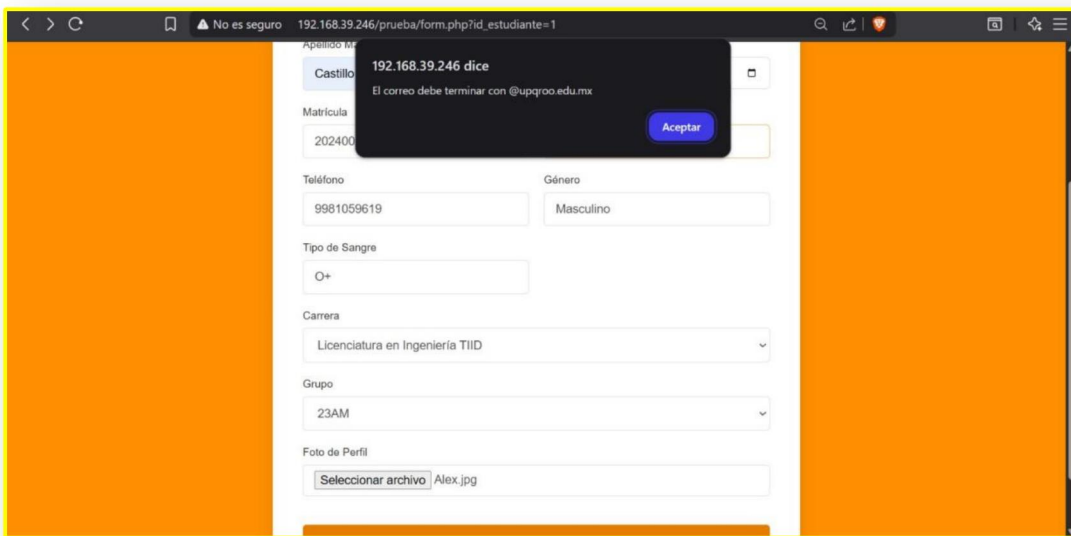 No es seguro 192.168.39.246/prueba/form.php?id_estudiante=1
Apellido
192.168.39.246 dice
Castillo
El correo debe terminar con @upqroo.edu.mx
Matrícula
Aceptar
202400
Teléfono Género
9981059619 Masculino
Tipo de Sangre
O+
Carrera
Licenciatura en Ingeniería TIID
Grupo
23AM
Foto de Perfil
Seleccionar archivo Alex.jpg